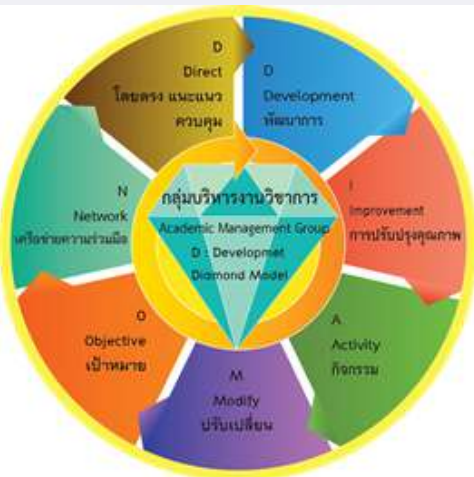 กลุ่มบริหารงานวิชาการ
Academic Management Group
D : Developmet
Diamond Model
D
Development
พัฒนาการ
I
Improvement
การปรับปรุงคุณภาพ
A
Activity
กิจกรรม
M
Modify
ปรับเปลี่ยน
O
Objective
เป้าหมาย
N
Network
เครือข่ายความร่วมมือ
D
Direct
โดยตรง แนะแนว
ควบคุม